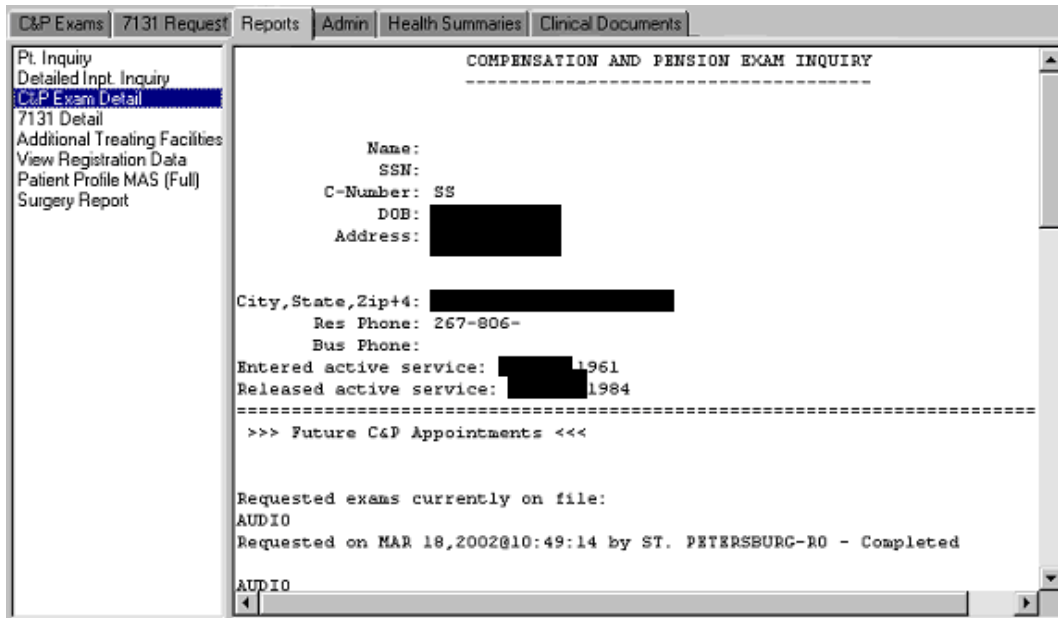 C&P Exams 7131 Request Reports Admin Health Summaries Clinical Documents
Pt. Inquiry
Detailed Inpt. Inquiry
C&P Exam Detail
7131 Detail
Additional Treating Facilities
View Registration Data
Patient Profile MAS (Full)
Surgery Report
COMPENSATION AND PENSION EXAM INQUIRY
-----------------------------------------
Name:
SSN:
C-Number: SS
DOB:
Address:
City,State,Zip+4:
Res Phone: 267-806-
Bus Phone:
Entered active service: 1961
Released active service: 1984
=========================================================================
>>> Future C&P Appointments <<<
Requested exams currently on file:
AUDIO
Requested on MAR 18,2002@10:49:14 by ST. PETERSBURG-RO - Completed
AUDIO